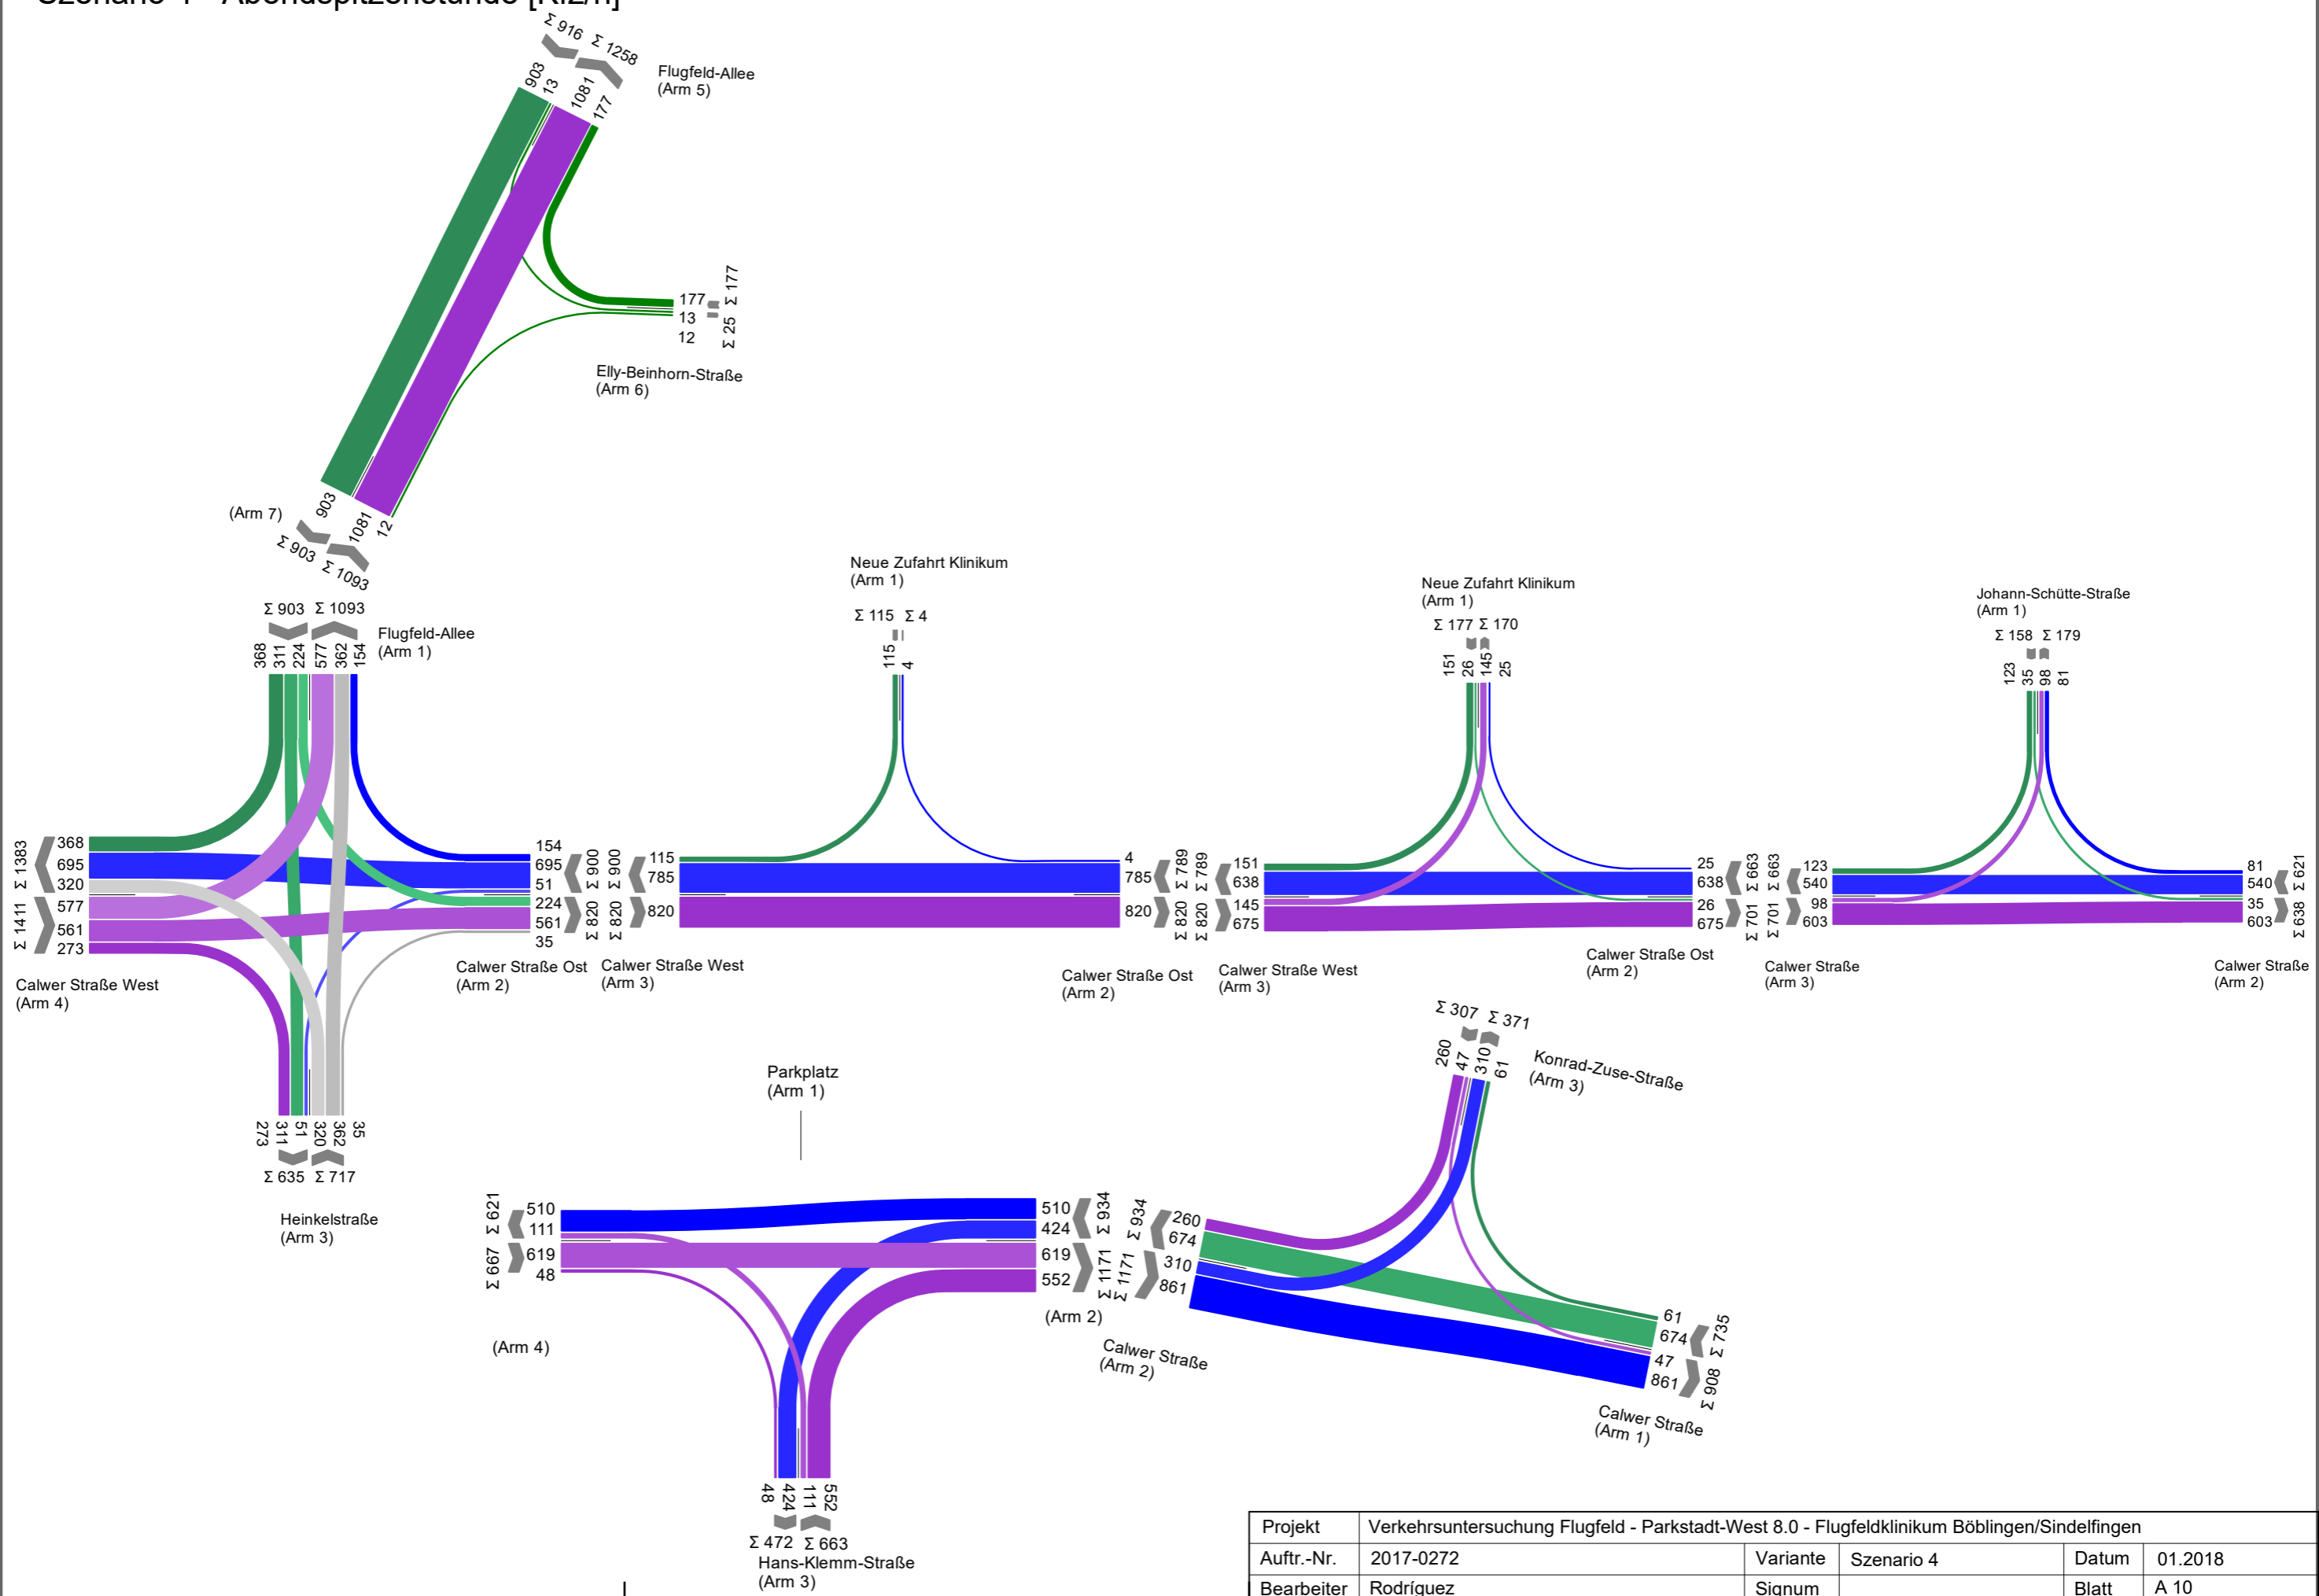 Szenario 4 - Abendspitzenstunde [Kfz/h]
Σ 916
Σ 1258
903
13
1081
177
Flugfeld-Allee
(Arm 5)
177
13
12
Σ 177
Σ 25
Elly-Beinhorn-Straße
(Arm 6)
(Arm 7)
903
1081
12
Σ 903
Σ 1093
Σ 903
Σ 1093
368
311
224
577
362
154
Flugfeld-Allee
(Arm 1)
Σ 1383
Σ 1411
368
695
320
577
561
273
Calwer Straße West
(Arm 4)
154
695
51
224
561
35
Σ 900
Σ 820
Calwer Straße Ost
(Arm 2)
273
311
51
320
362
35
Σ 635
Σ 717
Heinkelstraße
(Arm 3)
Neue Zufahrt Klinikum
(Arm 1)
Σ 115
Σ 4
115
4
Σ 900
Σ 820
115
785
820
Calwer Straße West
(Arm 3)
4
785
820
Σ 789
Σ 820
Calwer Straße Ost
(Arm 2)
Neue Zufahrt Klinikum
(Arm 1)
Σ 177
Σ 170
151
26
145
25
Σ 789
Σ 820
151
638
145
675
Calwer Straße West
(Arm 3)
25
638
26
675
Σ 663
Σ 701
Calwer Straße Ost
(Arm 2)
Johann-Schütte-Straße
(Arm 1)
Σ 158
Σ 179
123
35
98
81
Σ 663
Σ 701
123
540
98
603
Calwer Straße
(Arm 3)
81
540
35
603
Σ 621
Σ 638
Calwer Straße
(Arm 2)
Parkplatz
(Arm 1)
Σ 621
Σ 667
510
111
619
48
(Arm 4)
510
424
619
552
Σ 934
Σ 1171
(Arm 2)
48
424
111
552
Σ 472
Σ 663
Hans-Klemm-Straße
(Arm 3)
Σ 307
Σ 371
260
47
310
61
Konrad-Zuse-Straße
(Arm 3)
Σ 934
Σ 1171
260
674
310
861
Calwer Straße
(Arm 2)
61
674
47
861
Σ 735
Σ 908
Calwer Straße
(Arm 1)
Projekt Verkehrsuntersuchung Flugfeld - Parkstadt-West 8.0 - Flugfeldklinikum Böblingen/Sindelfingen
Auftr.-Nr. 2017-0272 Variante Szenario 4 Datum 01.2018
Bearbeiter Rodríguez Signum Blatt A 10